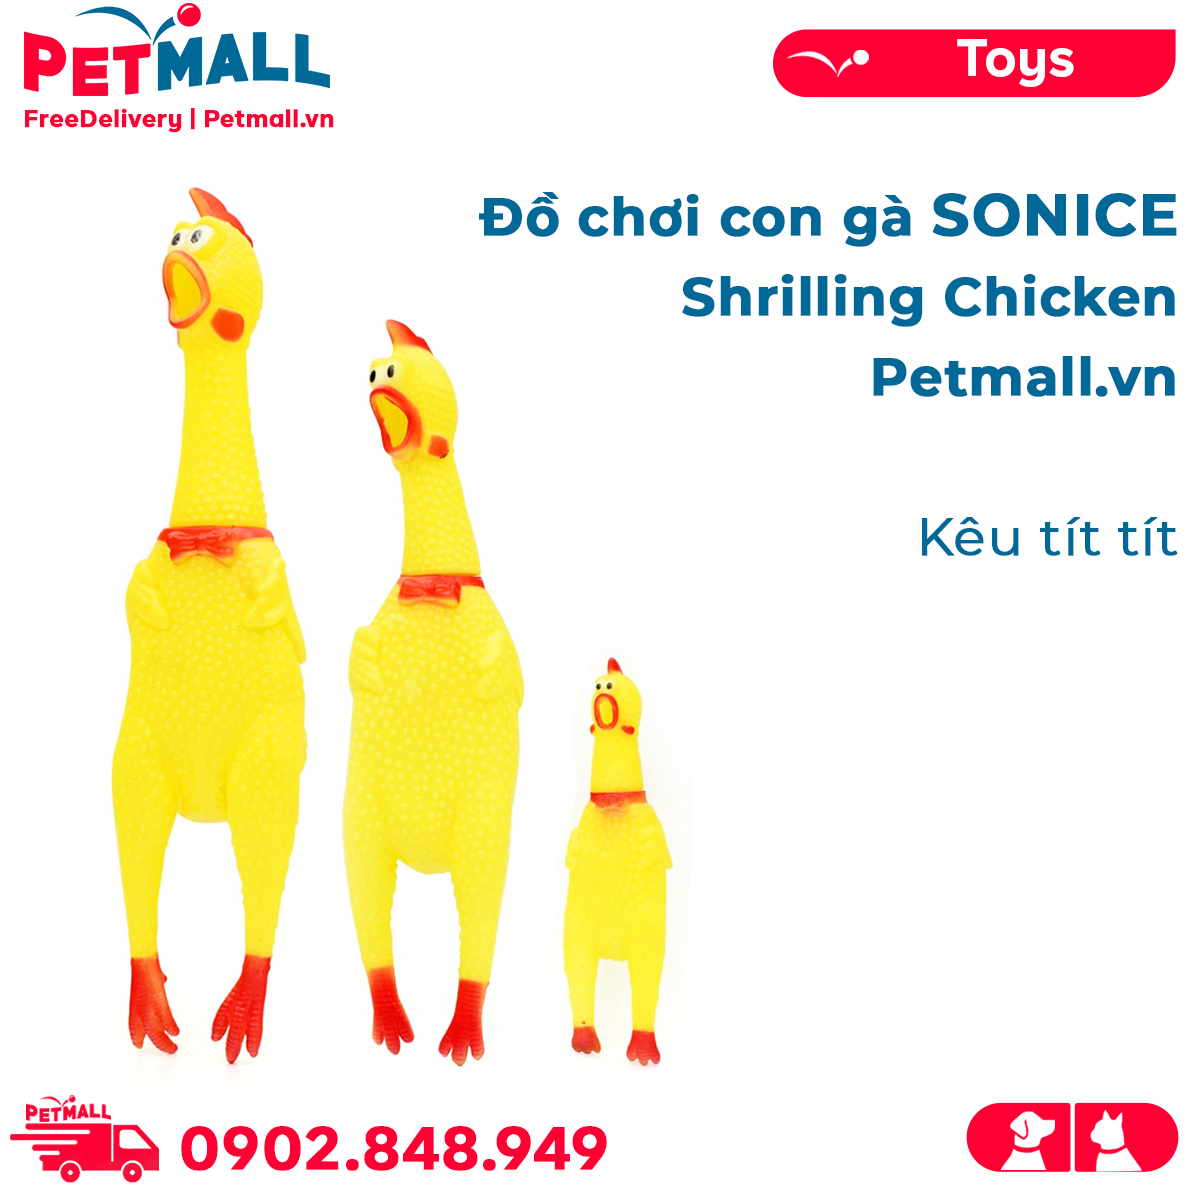 PETMALL
FreeDelivery | Petmall.vn
Toys
Đồ chơi con gà SONICE
Shrilling Chicken
Petmall.vn
Kêu tít tít
PETMALL
0902.848.949